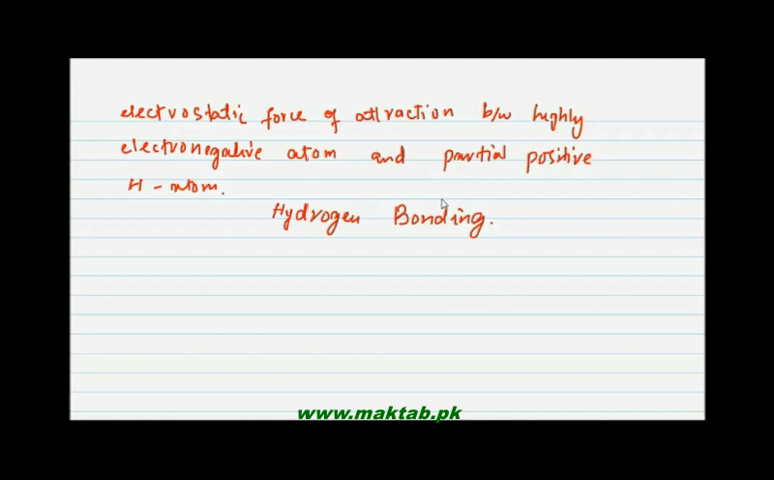 electrostatic force of attraction b/w highly
electronegative atom and partial positive
H - atom.
Hydrogen Bonding.
www.maktab.pk